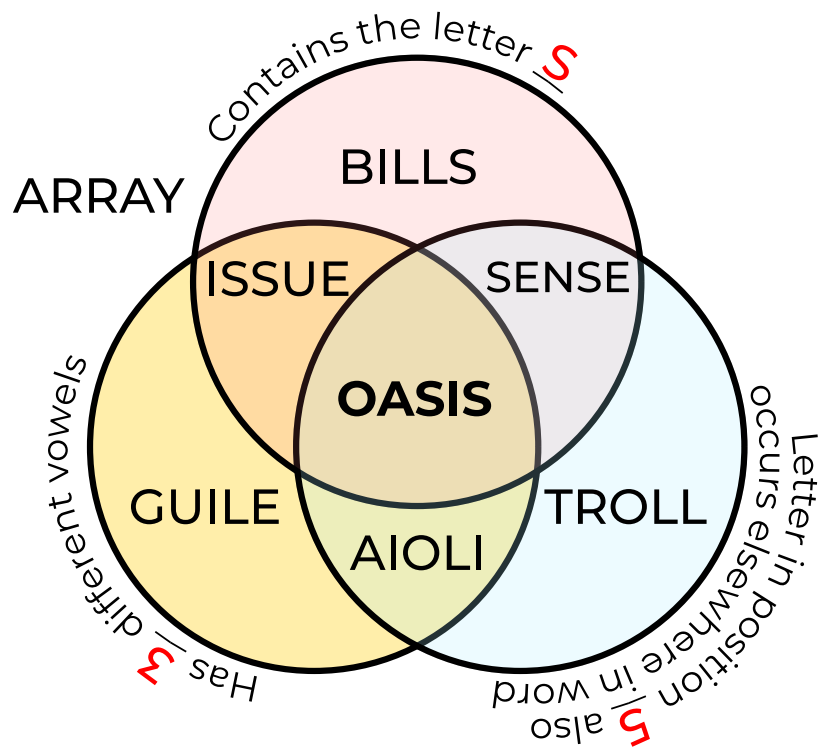 Contains the letter S
BILLS
ARRAY
ISSUE
SENSE
OASIS
GUILE
TROLL
AIOLI
Has 3 different vowels
Letter in position 5 also
occurs elsewhere in word